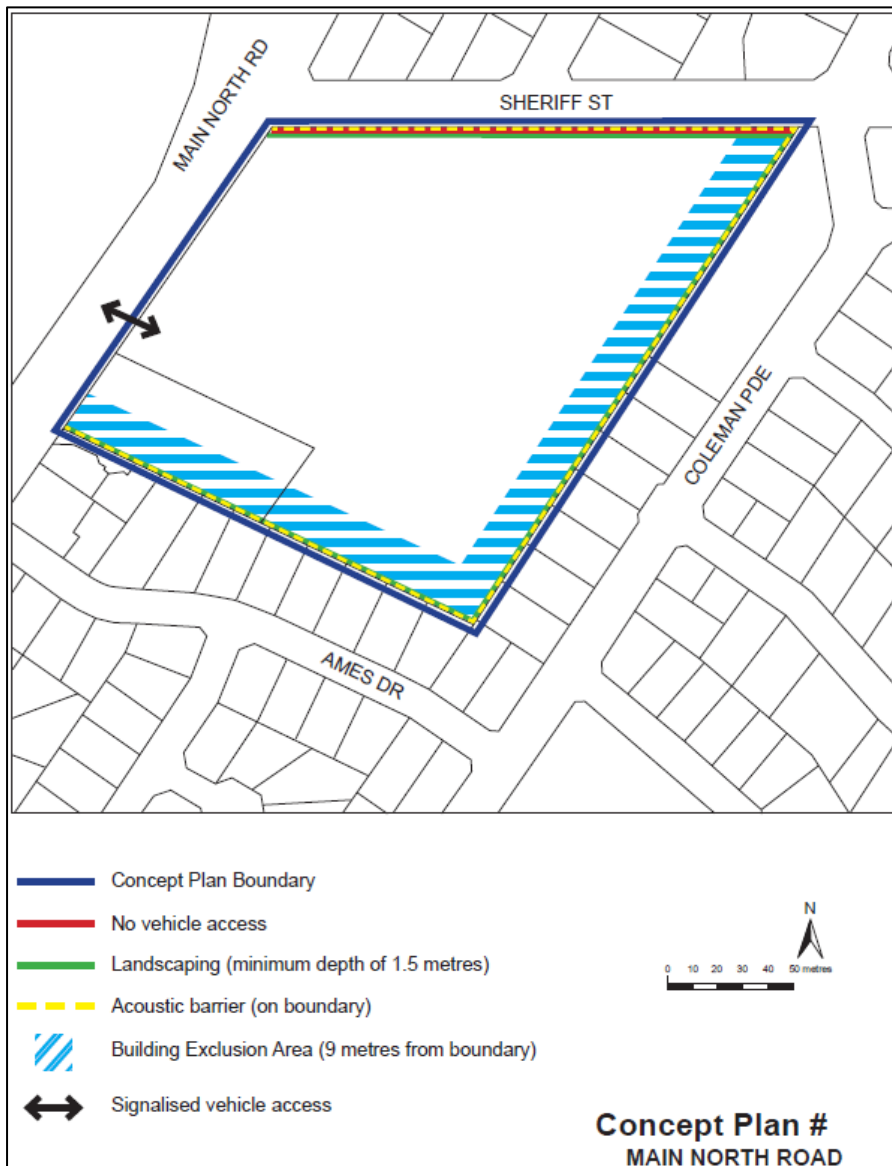 MAIN NORTH RD
SHERIFF ST
COLEMAN PDE
AMES DR
Concept Plan Boundary
No vehicle access
Landscaping (minimum depth of 1.5 metres)
Acoustic barrier (on boundary)
Building Exclusion Area (9 metres from boundary)
Signalised vehicle access
N
0 10 20 30 40 50 metres
Concept Plan #
MAIN NORTH ROAD